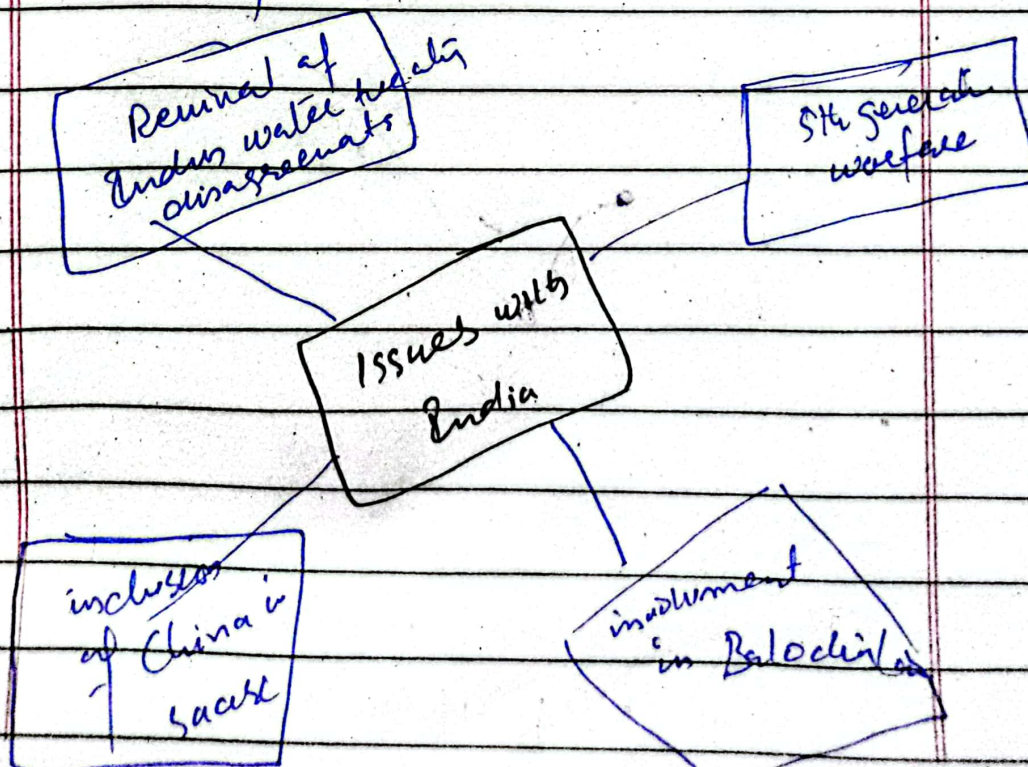 Revival of
Indus water treaty
disagreements
5th generation
warfare
Issues with
India
inclusion
of China in
saarc
involvment
in Balochistan